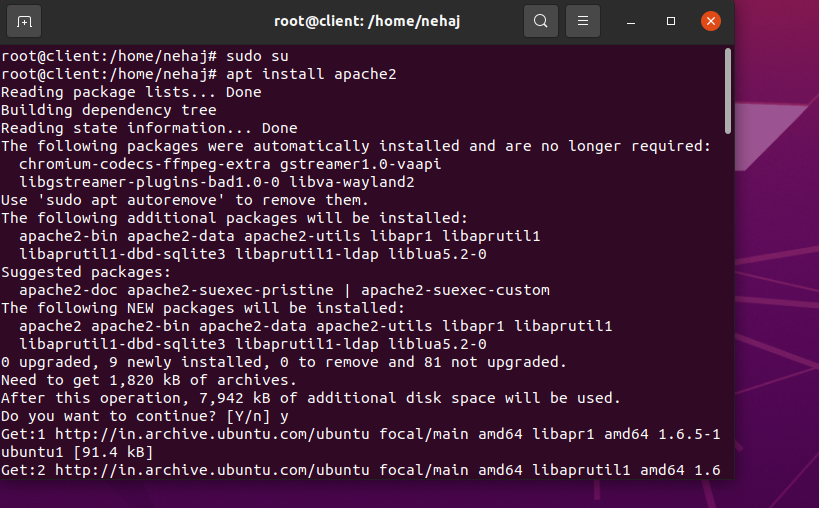 root@client: /home/nehaj
root@client:/home/nehaj# sudo su
root@client:/home/nehaj# apt install apache2
Reading package lists... Done
Building dependency tree
Reading state information... Done
The following packages were automatically installed and are no longer required:
  chromium-codecs-ffmpeg-extra gstreamer1.0-vaapi
  libgstreamer-plugins-bad1.0-0 libva-wayland2
Use 'sudo apt autoremove' to remove them.
The following additional packages will be installed:
  apache2-bin apache2-data apache2-utils libapr1 libaprutil1
  libaprutil1-dbd-sqlite3 libaprutil1-ldap liblua5.2-0
Suggested packages:
  apache2-doc apache2-suexec-pristine | apache2-suexec-custom
The following NEW packages will be installed:
  apache2 apache2-bin apache2-data apache2-utils libapr1 libaprutil1
  libaprutil1-dbd-sqlite3 libaprutil1-ldap liblua5.2-0
0 upgraded, 9 newly installed, 0 to remove and 81 not upgraded.
Need to get 1,820 kB of archives.
After this operation, 7,942 kB of additional disk space will be used.
Do you want to continue? [Y/n] y
Get:1 http://in.archive.ubuntu.com/ubuntu focal/main amd64 libapr1 amd64 1.6.5-1
ubuntu1 [91.4 kB]
Get:2 http://in.archive.ubuntu.com/ubuntu focal/main amd64 libaprutil1 amd64 1.6